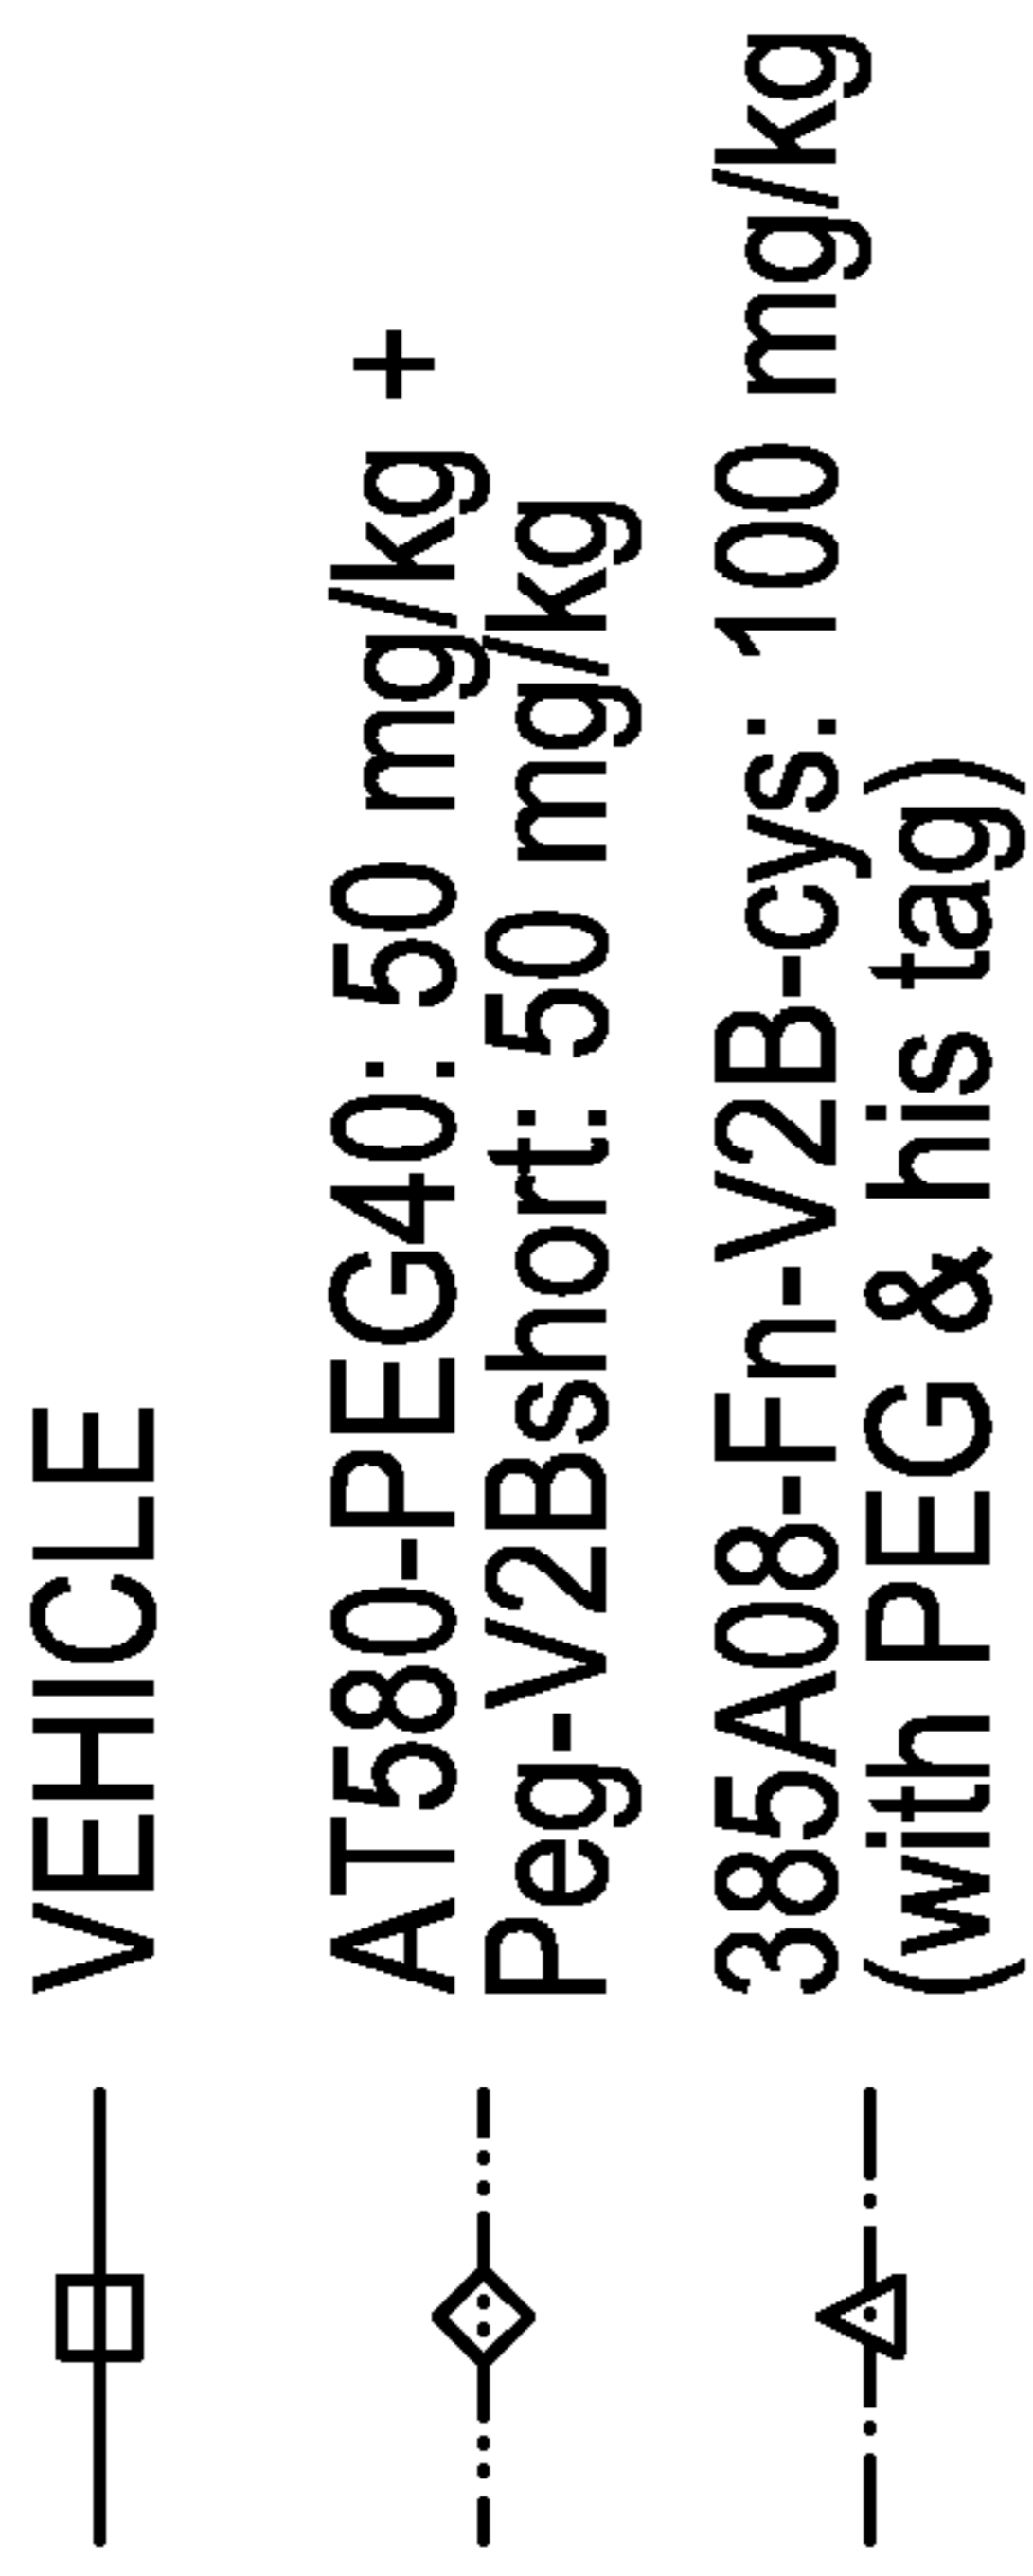 VEHICLE
AT580-PEG40: 50 mg/kg +
Peg-V2Bshort: 50 mg/kg
385A08-Fn-V2B-cys: 100 mg/kg
(with PEG & his tag)